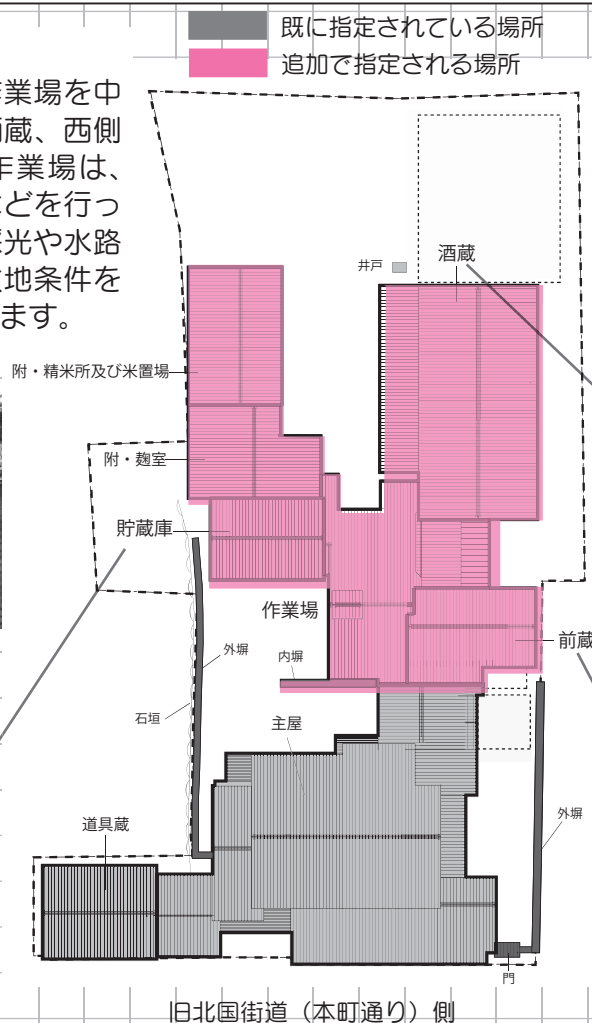 既に指定されている場所
追加で指定される場所
業場を中
酒蔵、西側
作業場は、
などを行っ
採光や水路
地条件を
ます。
井戸
酒蔵
附・精米所及び米置場
附・麹室
貯蔵庫
作業場
前蔵
外塀
内塀
石垣
主屋
道具蔵
外塀
門
旧北国街道（本町通り）側